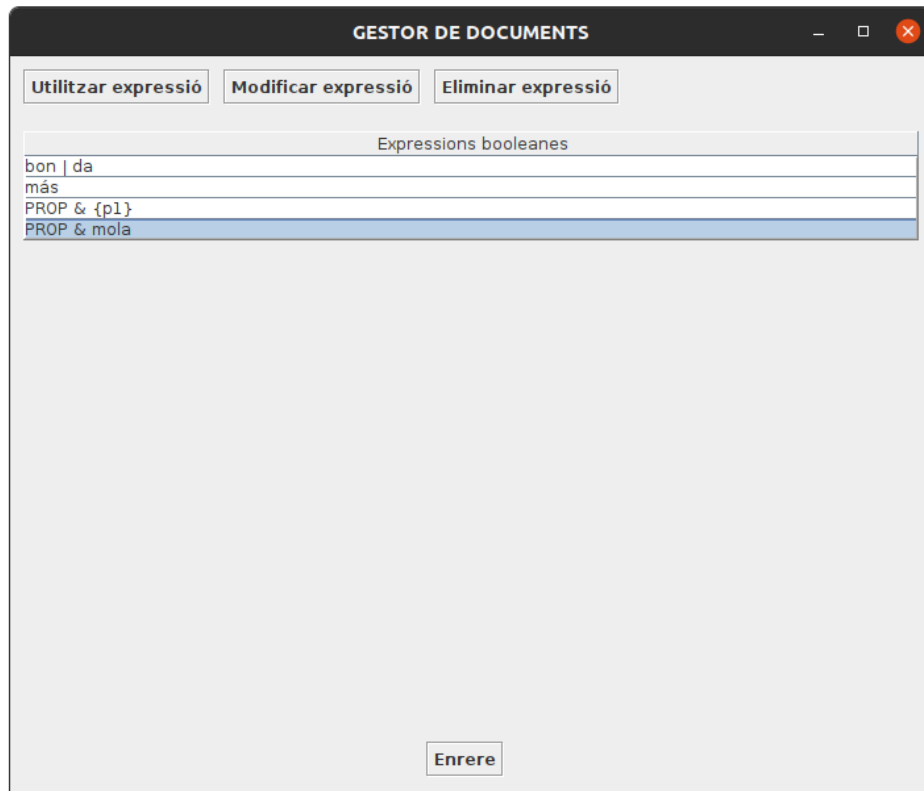 GESTOR DE DOCUMENTS
Utilitzar expressió Modificar expressió Eliminar expressió
Expressions booleanes
bon | da
más
PROP & {p1}
PROP & mola
Enrere